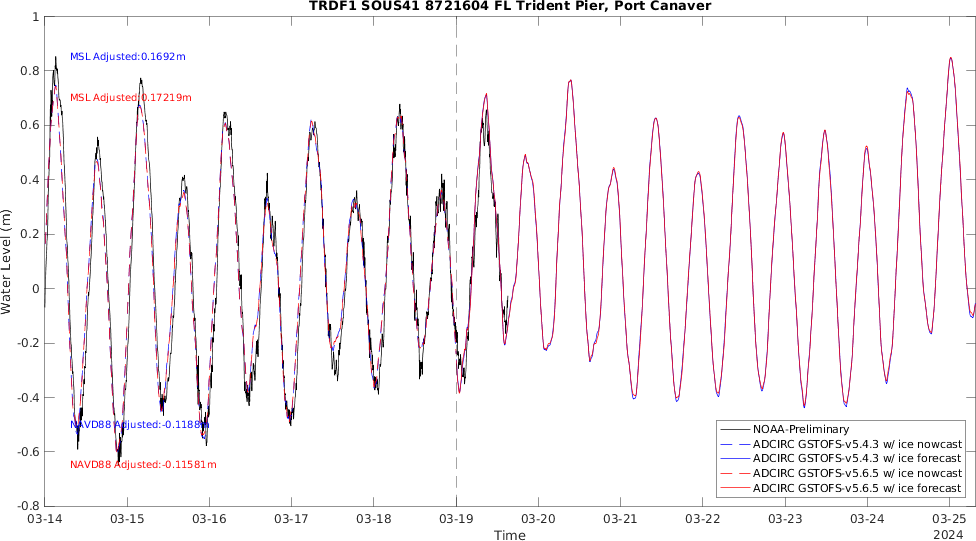 TRDF1 SOUS41 8721604 FL Trident Pier, Port Canaver
1
0.8
0.6
0.4
0.2
0
-0.2
-0.4
-0.6
-0.8
Water Level (m)
MSL Adjusted:0.1692m
MSL Adjusted:0.17219m
NAVD88 Adjusted:-0.1188m
NAVD88 Adjusted:-0.11581m
NOAA-Preliminary
ADCIRC GSTOFS-v5.4.3 w/ ice nowcast
ADCIRC GSTOFS-v5.4.3 w/ ice forecast
ADCIRC GSTOFS-v5.6.5 w/ ice nowcast
ADCIRC GSTOFS-v5.6.5 w/ ice forecast
03-14 03-15 03-16 03-17 03-18 03-19 03-20 03-21 03-22 03-23 03-24 03-25
Time
2024